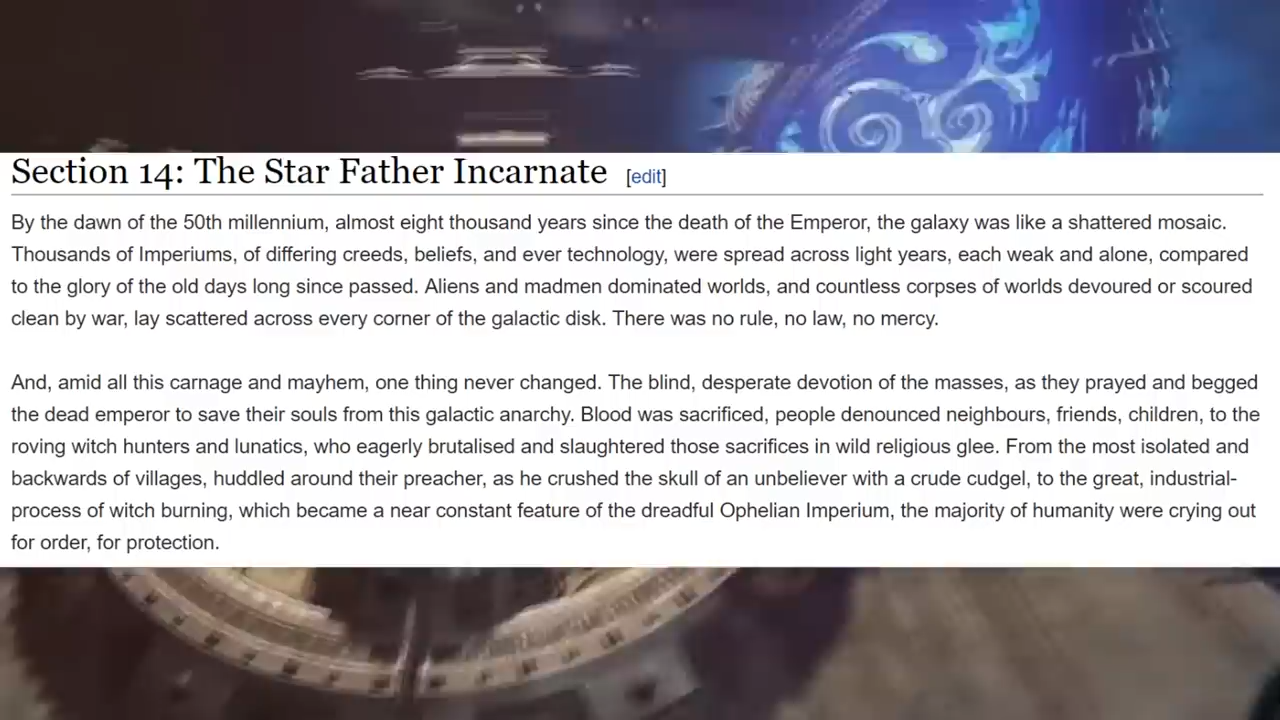 Section 14: The Star Father Incarnate [edit]
By the dawn of the 50th millennium, almost eight thousand years since the death of the Emperor, the galaxy was like a shattered mosaic.
Thousands of Imperiums, of differing creeds, beliefs, and ever technology, were spread across light years, each weak and alone, compared
to the glory of the old days long since passed. Aliens and madmen dominated worlds, and countless corpses of worlds devoured or scoured
clean by war, lay scattered across every corner of the galactic disk. There was no rule, no law, no mercy.
And, amid all this carnage and mayhem, one thing never changed. The blind, desperate devotion of the masses, as they prayed and begged
the dead emperor to save their souls from this galactic anarchy. Blood was sacrificed, people denounced neighbours, friends, children, to the
roving witch hunters and lunatics, who eagerly brutalised and slaughtered those sacrifices in wild religious glee. From the most isolated and
backwards of villages, huddled around their preacher, as he crushed the skull of an unbeliever with a crude cudgel, to the great, industrial-
process of witch burning, which became a near constant feature of the dreadful Ophelian Imperium, the majority of humanity were crying out
for order, for protection.